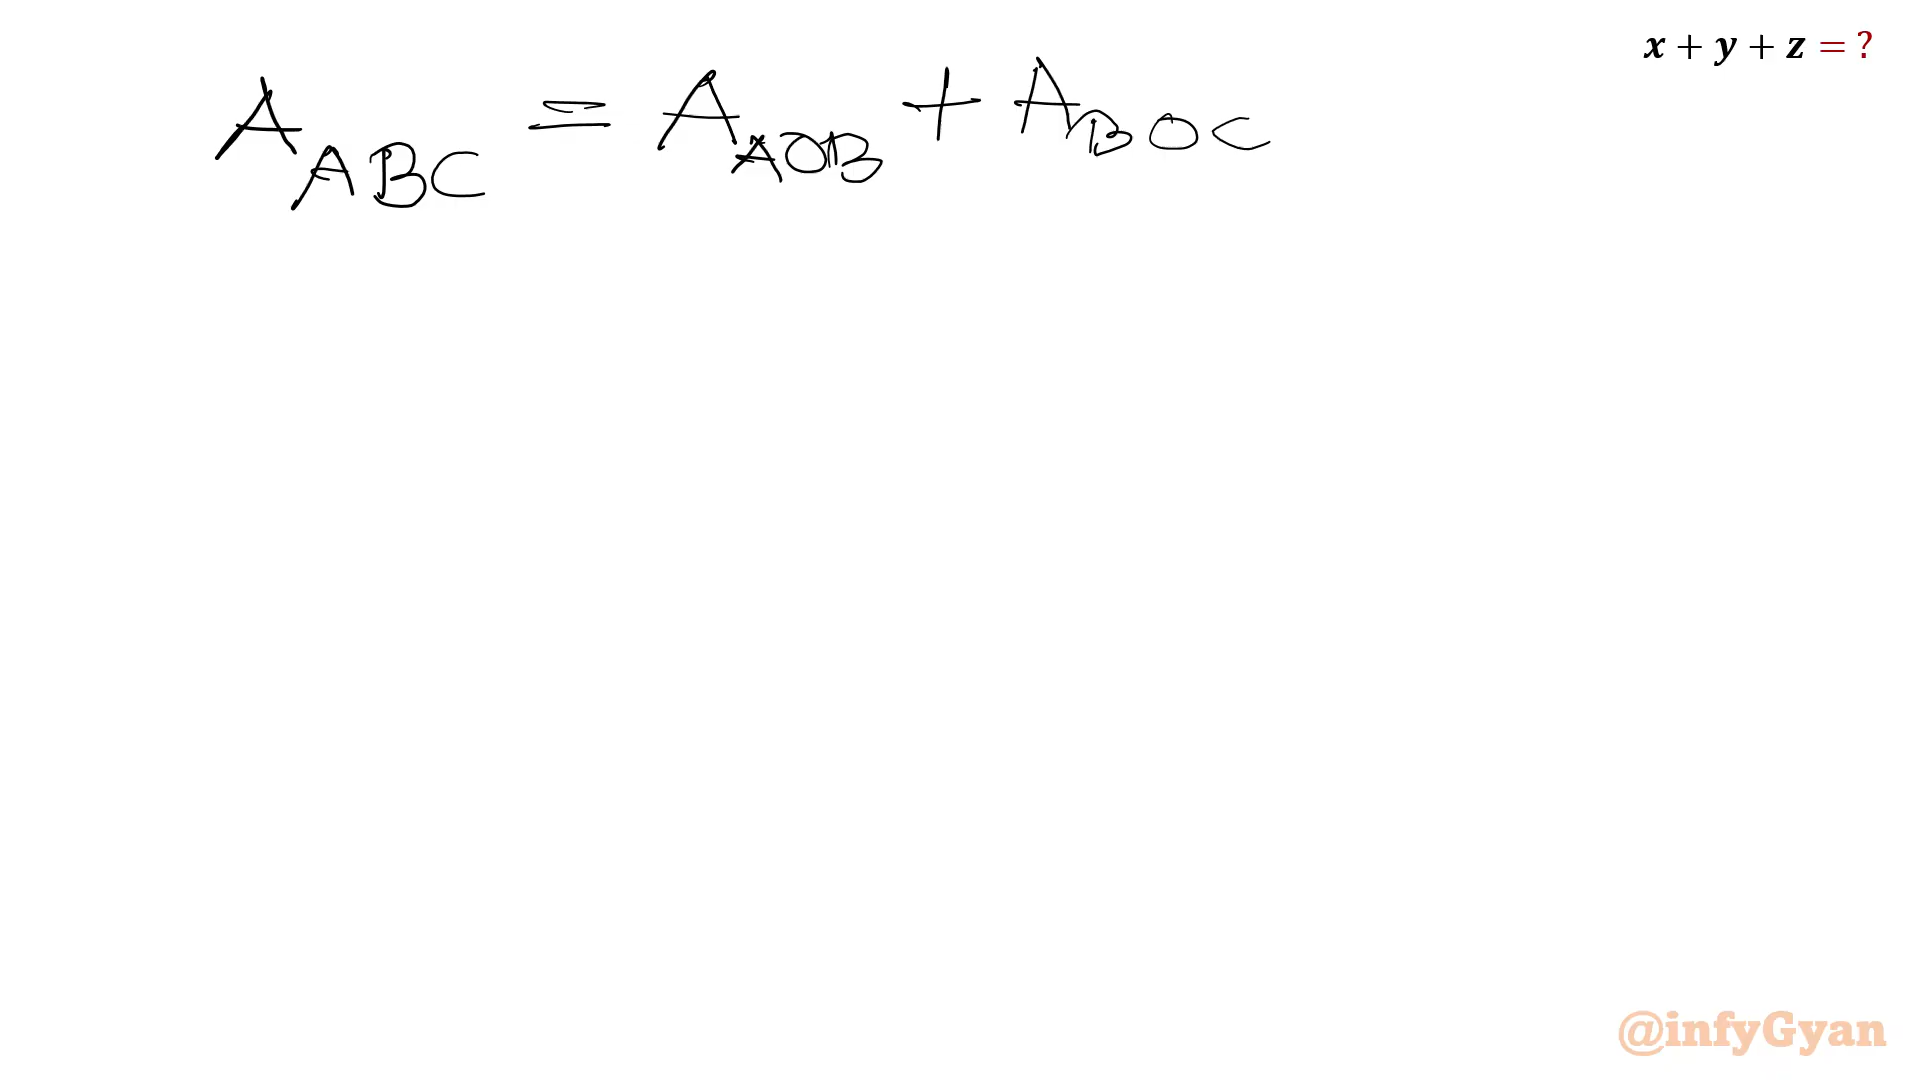 x + y + z = ?
A_ABC = A_AOB + A_BOC
@infyGyan